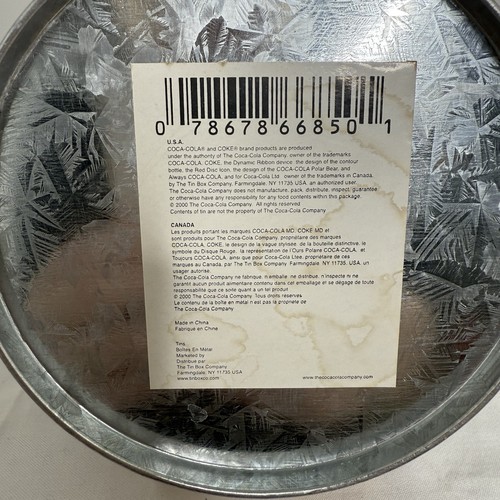 0 78678 66850 1
U.S.A.
COCA-COLA® and COKE® brand products are produced
under the authority of The Coca-Cola Company, owner of the trademarks
COCA-COLA, COKE, the Dynamic Ribbon device, the design of the contour
bottle, the Red Disc Icon, the design of the COCA-COLA Polar Bear, and
Always COCA-COLA, and for Coca-Cola Ltd. owner of the trademarks in Canada,
by The Tin Box Company, Farmingdale, NY 11735 USA, an authorized user.
The Coca-Cola Company does not manufacture, pack, distribute, inspect, guarantee
or otherwise have any responsibility for any food contents within this package.
© 2000 The Coca-Cola Company. All rights reserved.
Contents of tin are not the property of The Coca-Cola Company
CANADA
Les produits portant les marques COCA-COLA MD, COKE MD et
sont produits pour The Coca-Cola Company, propriétaire des marques
COCA-COLA, COKE, le design de la vague stylisée, de la bouteille distinctive, le
symbole du Disque Rouge, la représentation de l'Ours Polaire COCA-COLA, et
Toujours COCA-COLA, ainsi que pour Coca-Cola Ltee, propriétaire de ces
marques au Canada, par The Tin Box Company, Farmingdale, NY 11735, USA, un
usager autorisé.
The Coca-Cola Company ne fabrique, n'emballe, ne distribue, n'inspecte ni ne
garantit aucun produit alimentaire contenu dans cet emballage et se dégage de toute
responsabilité quant à ce qui soit à un tel produit
© 2000 The Coca-Cola Company. Tous droits réservés
Le contenu de la boîte en métal n'est pas la propriété de
The Coca-Cola Company
Made in China
Fabriqué en Chine
Tins
Boîtes En Métal
Marketed by
Distribué par
The Tin Box Company
Farmingdale, NY 11735 USA
www.tinboxco.com
www.thecocacolacompany.com